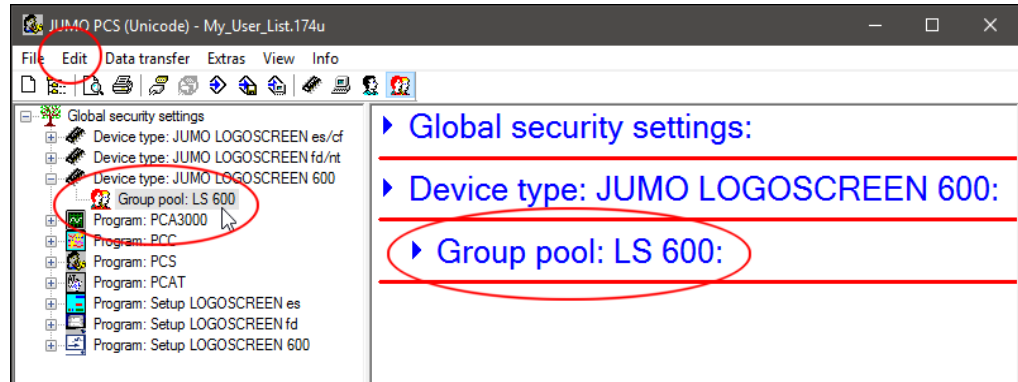 JUMO PCS (Unicode) - My_User_List.174u
File Edit Data transfer Extras View Info
Global security settings
Device type: JUMO LOGOSCREEN es/cf
Device type: JUMO LOGOSCREEN fd/nt
Device type: JUMO LOGOSCREEN 600
Group pool: LS 600
Program: PCA3000
Program: PCC
Program: PCS
Program: PCAT
Program: Setup LOGOSCREEN es
Program: Setup LOGOSCREEN fd
Program: Setup LOGOSCREEN 600
Global security settings:
Device type: JUMO LOGOSCREEN 600:
Group pool: LS 600: